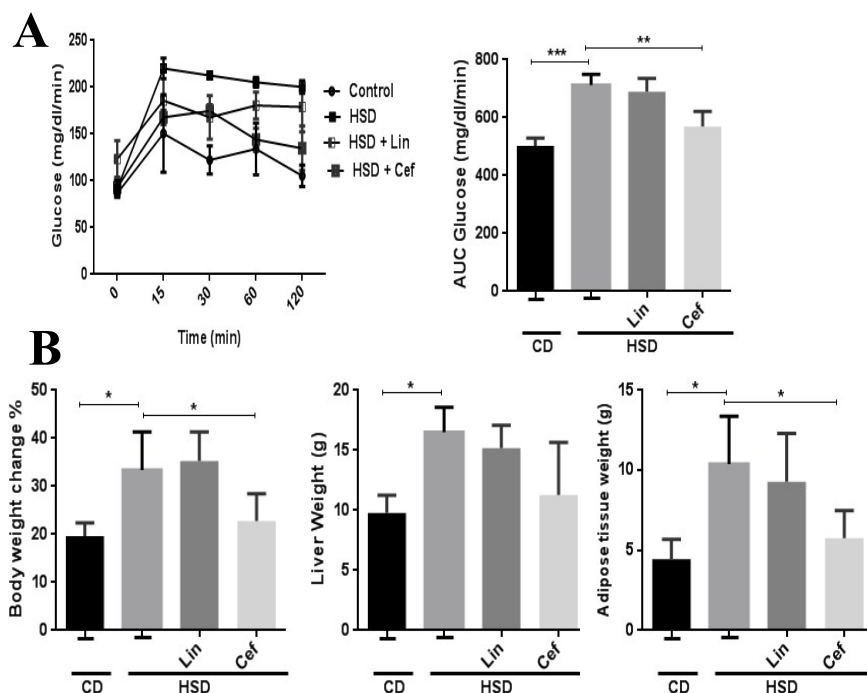 A
250
200
150
100
50
0
Glucose (mg/dl/min)
0 15 30 60 120
Time (min)
Control
HSD
HSD + Lin
HSD + Cef
800
600
400
200
0
AUC Glucose (mg/dl/min)
***
**
Lin Cef
CD HSD
B
50
40
30
20
10
0
Body weight change %
*
*
Lin Cef
CD HSD
20
15
10
5
0
Liver Weight (g)
*
Lin Cef
CD HSD
15
10
5
0
Adipose tissue weight (g)
*
*
Lin Cef
CD HSD